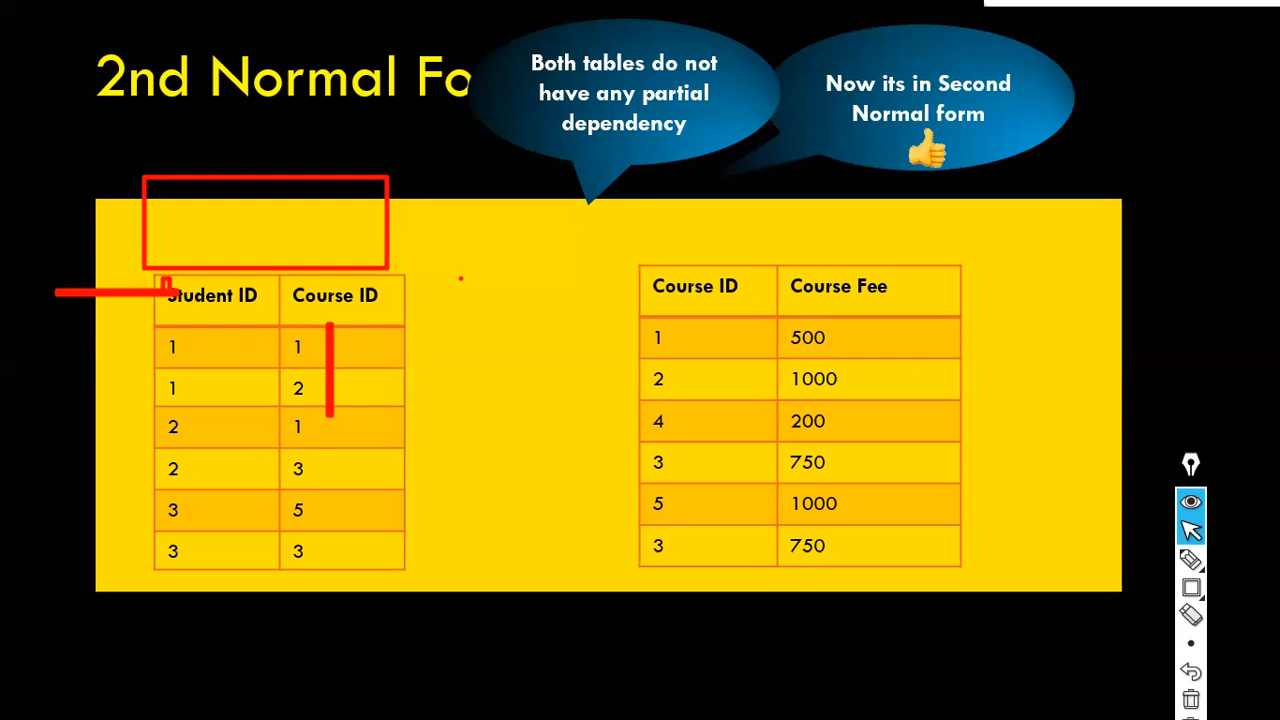 2nd Normal Fo
Both tables do not
have any partial
dependency
Now its in Second
Normal form
Student ID Course ID
1 1
1 2
2 1
2 3
3 5
3 3
Course ID Course Fee
1 500
2 1000
4 200
3 750
5 1000
3 750